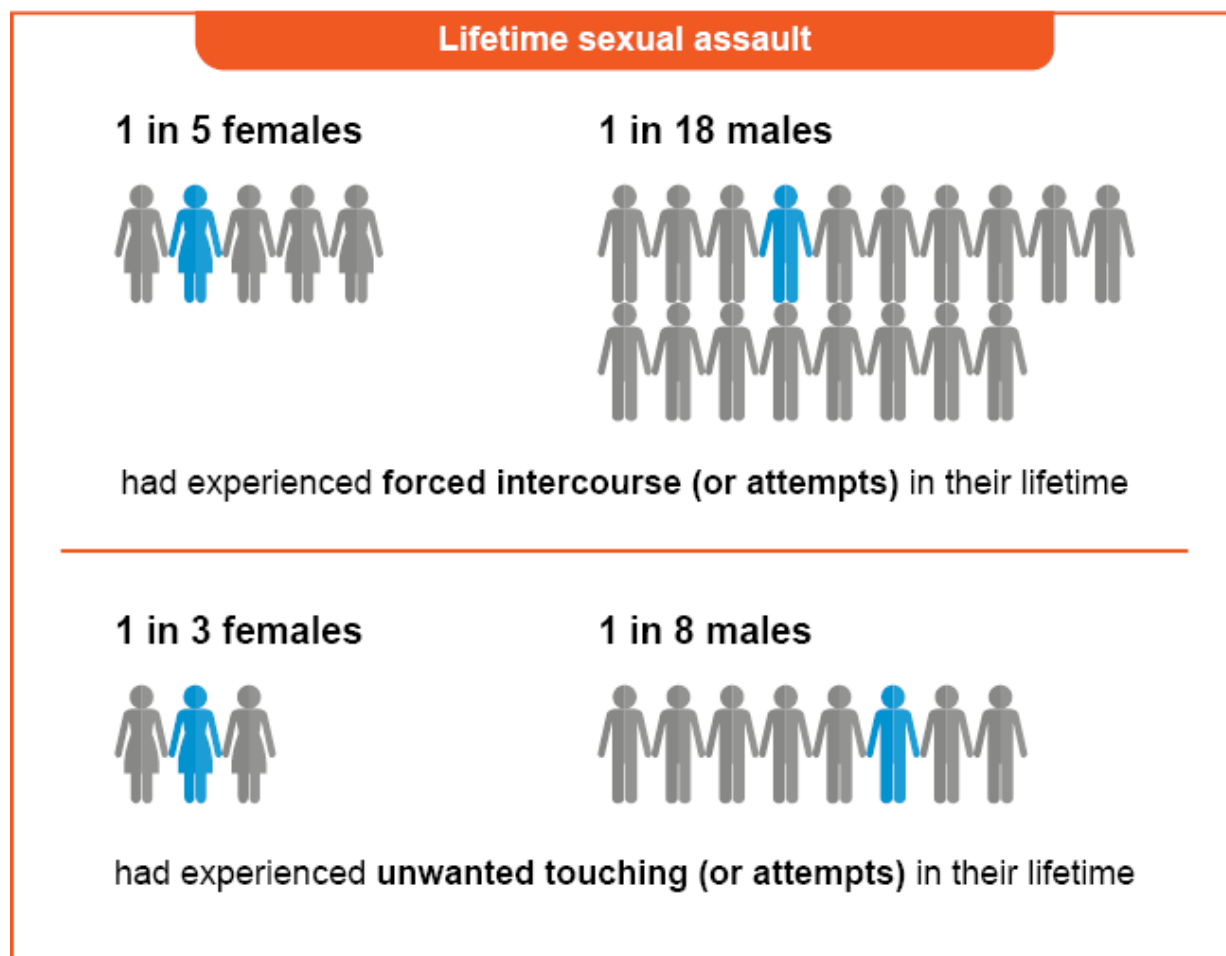 Lifetime sexual assault
1 in 5 females
1 in 18 males
had experienced forced intercourse (or attempts) in their lifetime
1 in 3 females
1 in 8 males
had experienced unwanted touching (or attempts) in their lifetime